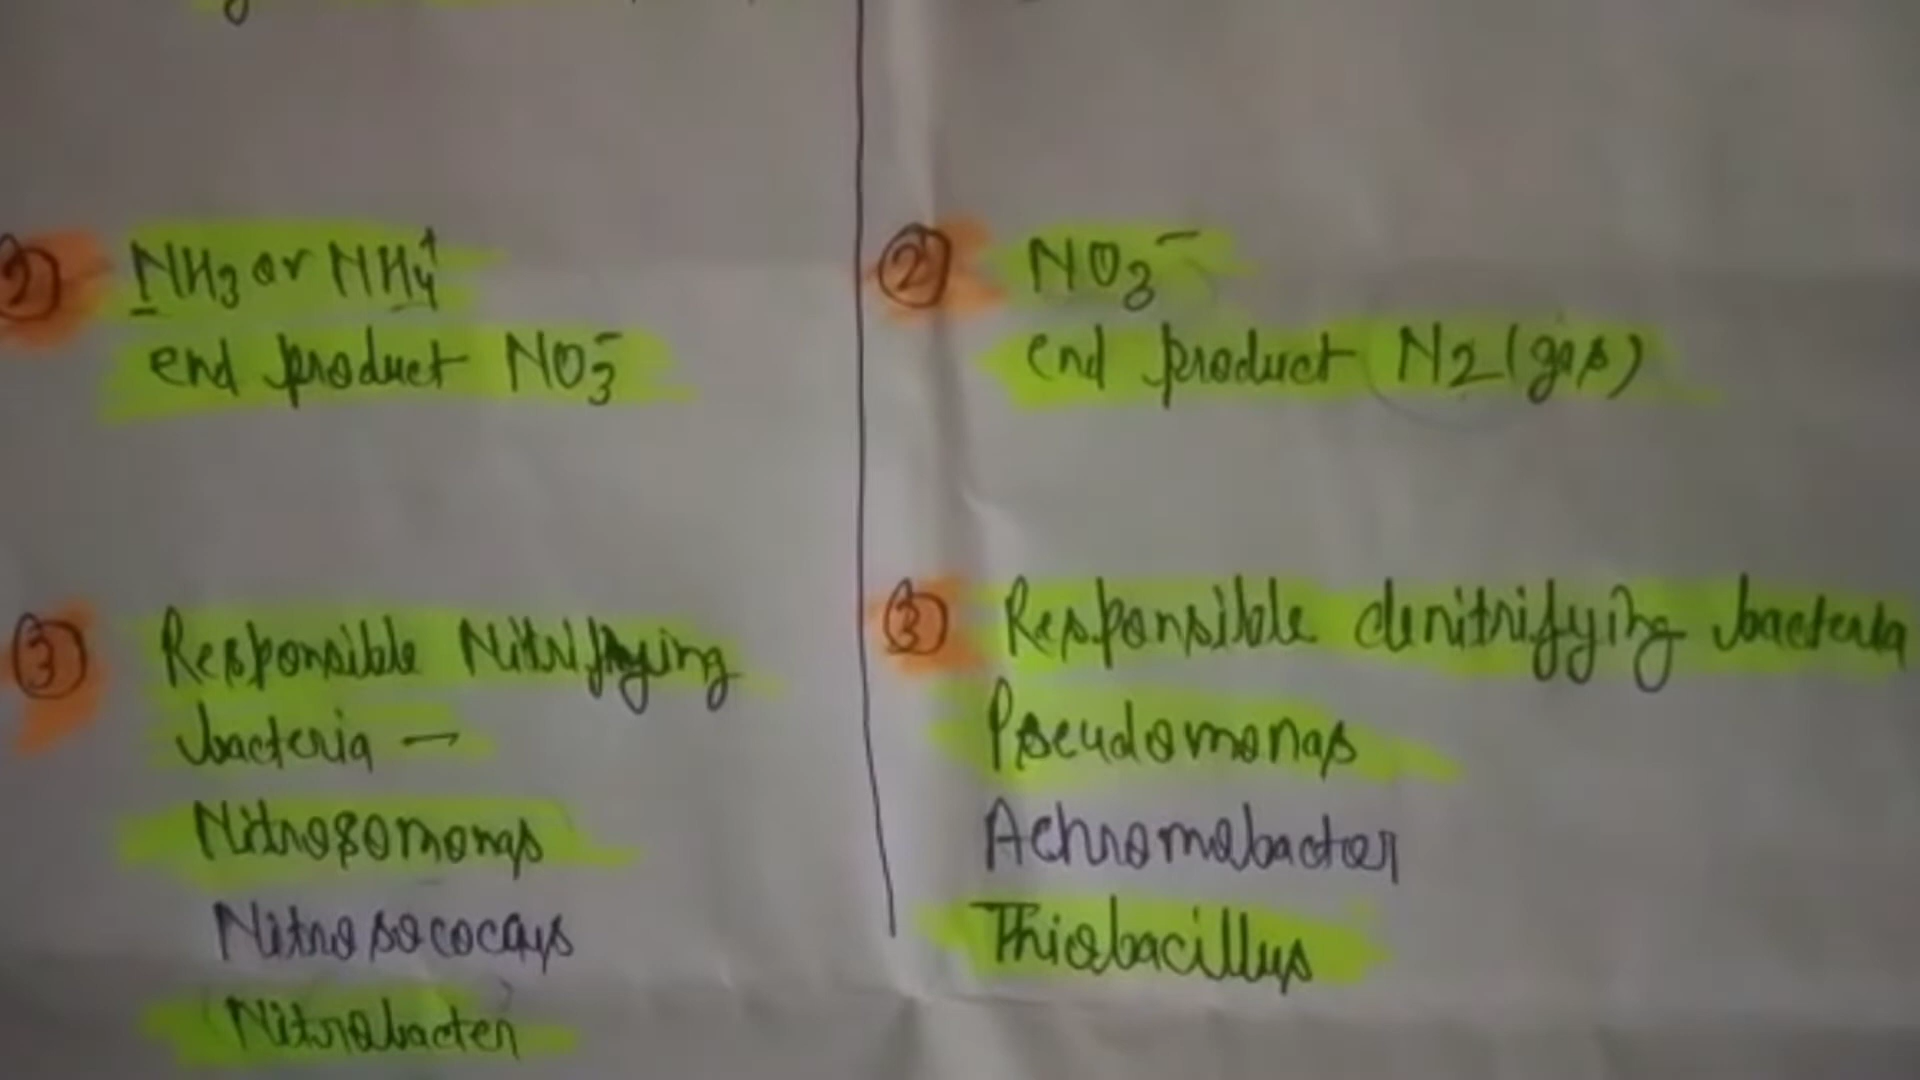 2) NH3 or NH4+
end product NO3-
3) Responsible Nitrifying
bacteria —
Nitrosomonas
Nitrosococcus
Nitrobacter
2) NO3-
end product N2 (gas)
3) Responsible denitrifying bacteria
Pseudomonas
Achromobacter
Thiobacillus